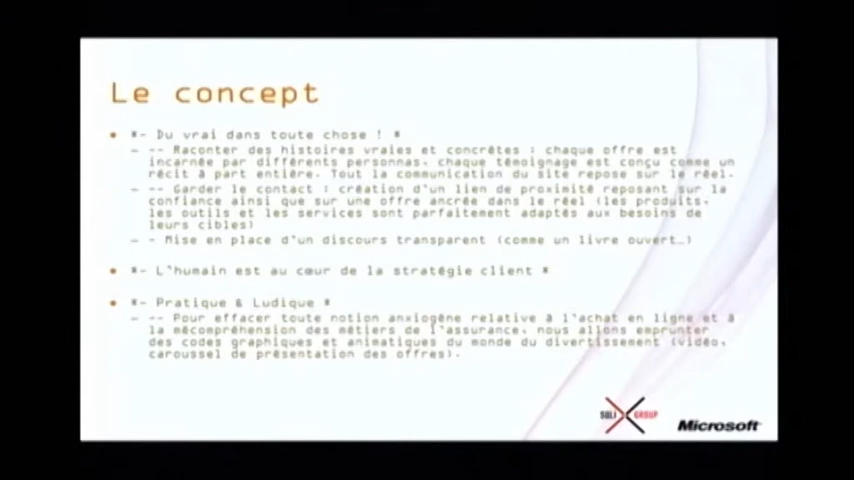 Le concept
• *- Du vrai dans toute chose ! *
– -- Raconter des histoires vraies et concrètes : chaque offre est
incarnée par différents personnas, chaque témoignage est conçu comme un
récit à part entière. Tout la communication du site repose sur le réel.
– -- Garder le contact : création d'un lien de proximité reposant sur la
confiance ainsi que sur une offre ancrée dans le réel (les produits,
les outils et les services sont parfaitement adaptés aux besoins de
leurs cibles)
– - Mise en place d'un discours transparent (comme un livre ouvert…)
• *- L'humain est au cœur de la stratégie client *
• *- Pratique & Ludique *
– -- Pour effacer toute notion anxiogène relative à l'achat en ligne et à
la mécompréhension des métiers de l'assurance, nous allons emprunter
des codes graphiques et animatiques du monde du divertissement (vidéo,
caroussel de présentation des offres).
SQLI GROUP
Microsoft